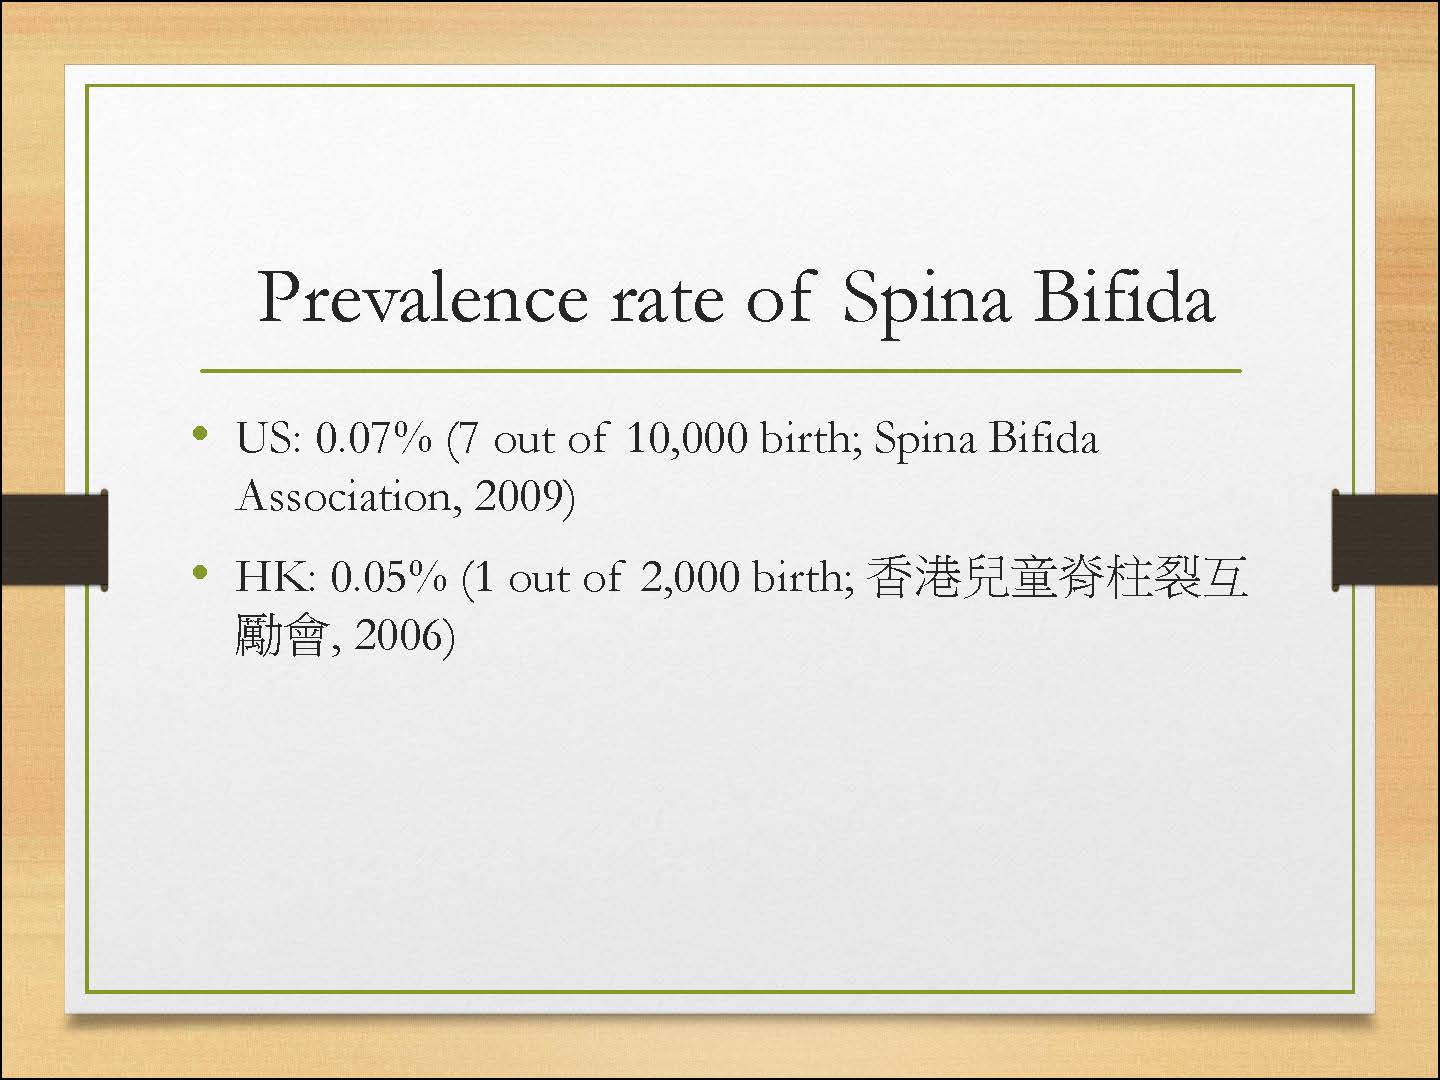 Prevalence rate of Spina Bifida
• US: 0.07% (7 out of 10,000 birth; Spina Bifida
Association, 2009)
• HK: 0.05% (1 out of 2,000 birth; 香港兒童脊柱裂互
勵會, 2006)